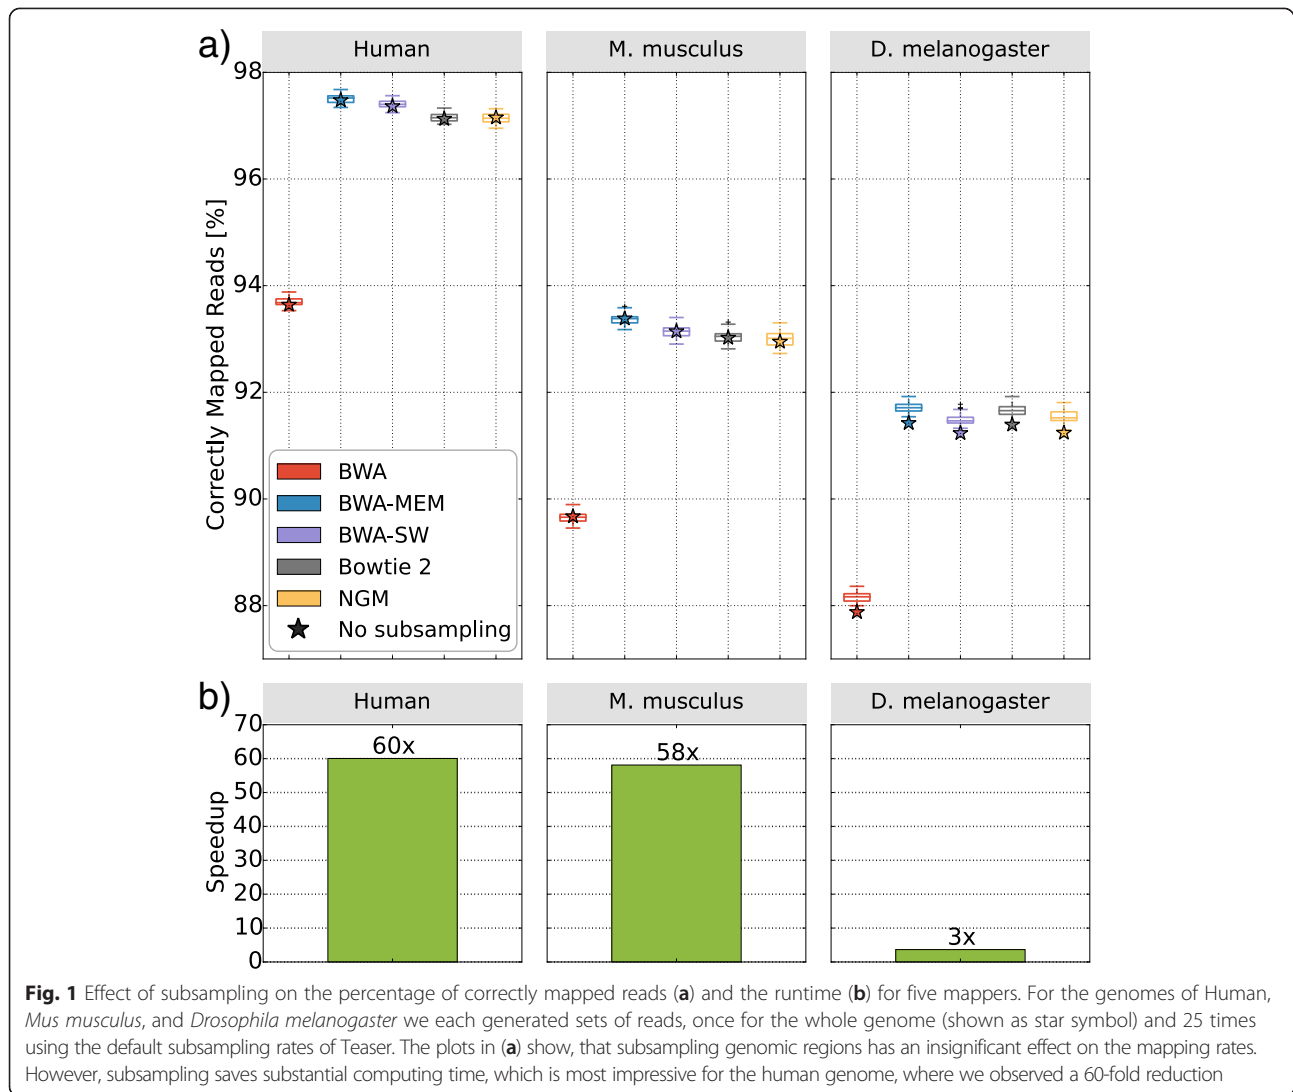 a)
Human
M. musculus
D. melanogaster
Correctly Mapped Reads [%]
98
96
94
92
90
88
BWA
BWA-MEM
BWA-SW
Bowtie 2
NGM
No subsampling
b)
Human
M. musculus
D. melanogaster
Speedup
70
60
50
40
30
20
10
0
60x
58x
3x
Fig. 1 Effect of subsampling on the percentage of correctly mapped reads (a) and the runtime (b) for five mappers. For the genomes of Human,
Mus musculus, and Drosophila melanogaster we each generated sets of reads, once for the whole genome (shown as star symbol) and 25 times
using the default subsampling rates of Teaser. The plots in (a) show, that subsampling genomic regions has an insignificant effect on the mapping rates.
However, subsampling saves substantial computing time, which is most impressive for the human genome, where we observed a 60-fold reduction